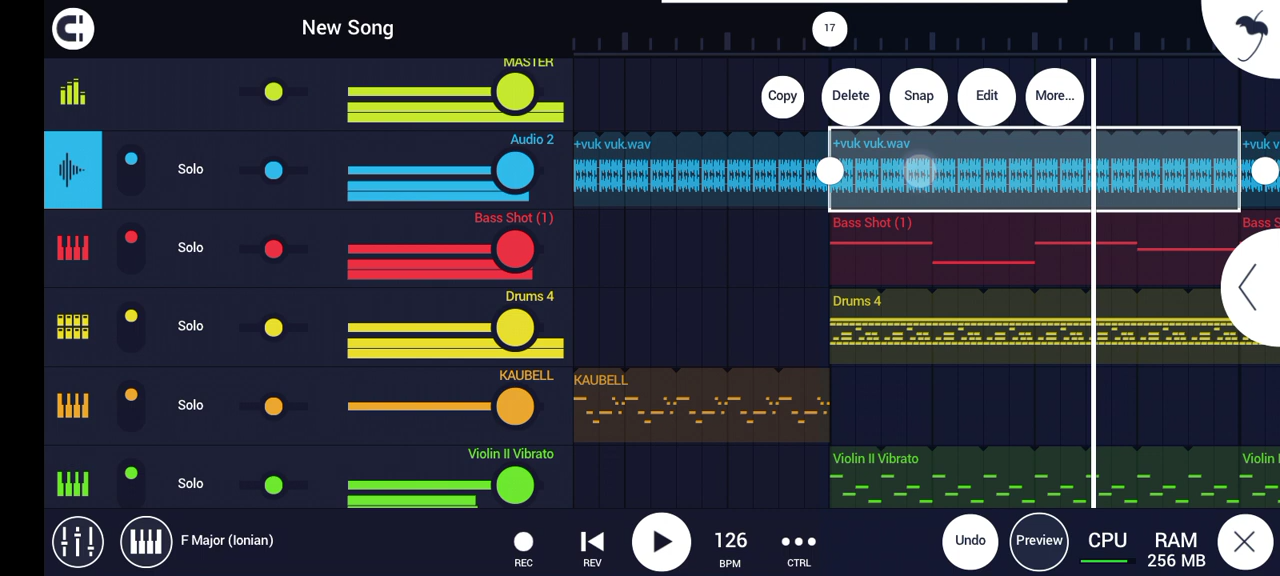 New Song
17
MASTER
Copy
Delete
Snap
Edit
More...
Audio 2
Solo
+vuk vuk.wav
+vuk vuk.wav
+vuk v
Bass Shot (1)
Solo
Bass Shot (1)
Bass S
Drums 4
Solo
Drums 4
KAUBELL
Solo
KAUBELL
Violin II Vibrato
Solo
Violin II Vibrato
Violin I
F Major (Ionian)
REC
REV
126
BPM
CTRL
Undo
Preview
CPU
RAM
256 MB